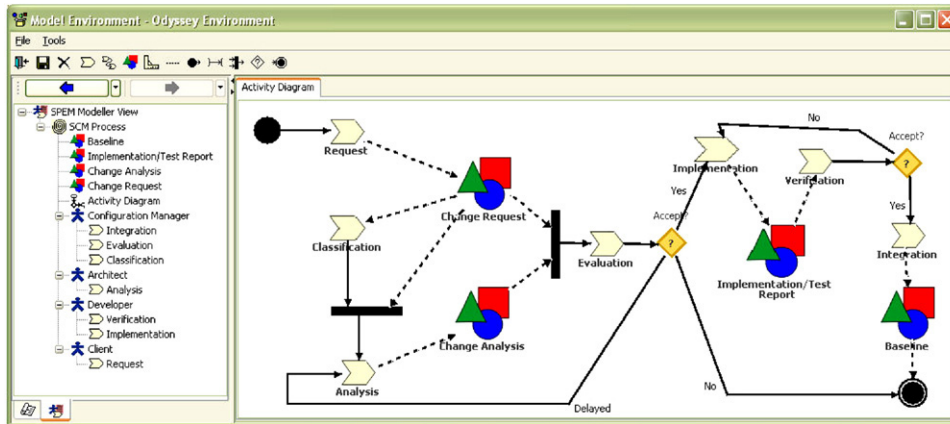 Model Environment - Odyssey Environment
File Tools
SPEM Modeller View
SCM Process
Baseline
Implementation/Test Report
Change Analysis
Change Request
Activity Diagram
Configuration Manager
Integration
Evaluation
Classification
Architect
Analysis
Developer
Verification
Implementation
Client
Request
Activity Diagram
Request
Change Request
Classification
Change Analysis
Analysis
Evaluation
Accept?
?
Yes
No
Delayed
Implementation
Implementation/Test
Report
Verification
No
Accept?
?
Yes
Integration
Baseline